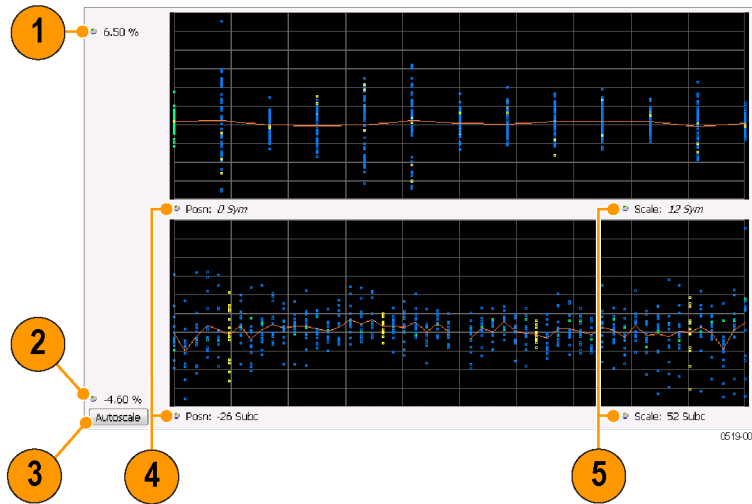 1
6.50 %
Posn: 0 Sym
Scale: 12 Sym
2
-4.60 %
Autoscale
Posn: -26 Subc
Scale: 52 Subc
0519-00
3
4
5